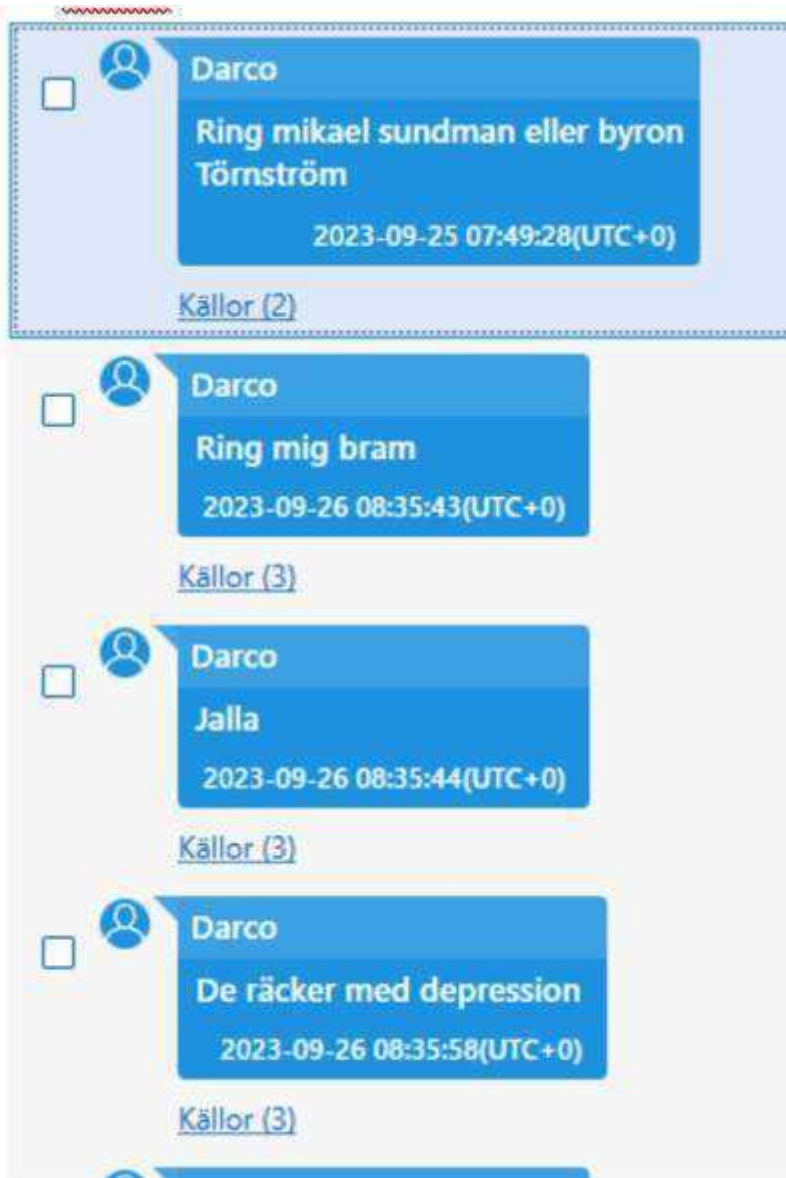 Darco
Ring mikael sundman eller byron
Törnström
2023-09-25 07:49:28(UTC+0)
Källor (2)
Darco
Ring mig bram
2023-09-26 08:35:43(UTC+0)
Källor (3)
Darco
Jalla
2023-09-26 08:35:44(UTC+0)
Källor (3)
Darco
De räcker med depression
2023-09-26 08:35:58(UTC+0)
Källor (3)